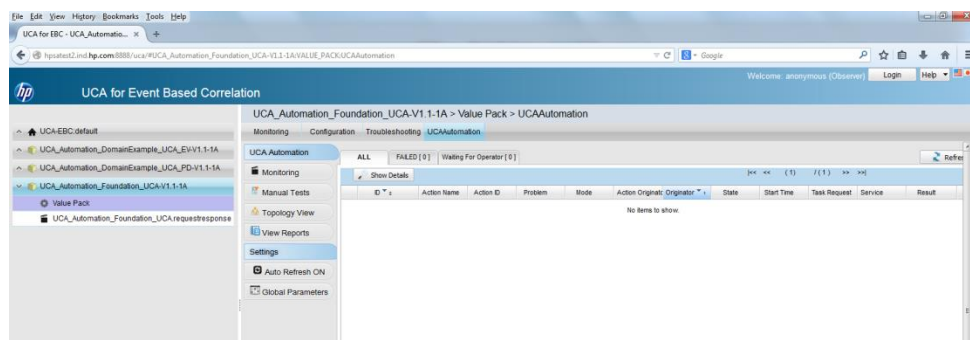 File Edit View History Bookmarks Tools Help
UCA for EBC - UCA_Automatio... × +
hpsatest2.ind.hp.com:8888/uca/#UCA_Automation_Foundation_UCA-V1.1-1A:VALUE_PACK:UCAAutomation
Google
hp UCA for Event Based Correlation
Welcome: anonymous (Observer) Login Help
UCA_Automation_Foundation_UCA-V1.1-1A > Value Pack > UCAAutomation
Monitoring Configuration Troubleshooting UCAAutomation
UCA-EBC:default
UCA_Automation_DomainExample_UCA_EV-V1.1-1A
UCA_Automation_DomainExample_UCA_PD-V1.1-1A
UCA_Automation_Foundation_UCA-V1.1-1A
Value Pack
UCA_Automation_Foundation_UCA.requestresponse
UCA Automation
Monitoring
Manual Tests
Topology View
View Reports
Settings
Auto Refresh ON
Global Parameters
ALL FAILED [ 0 ] Waiting For Operator [ 0 ]
Refres
Show Details
|<< << (1) / (1) >> >>|
ID Action Name Action ID Problem Mode Action Originatc Originator State Start Time Task Request Service Result
No items to show.